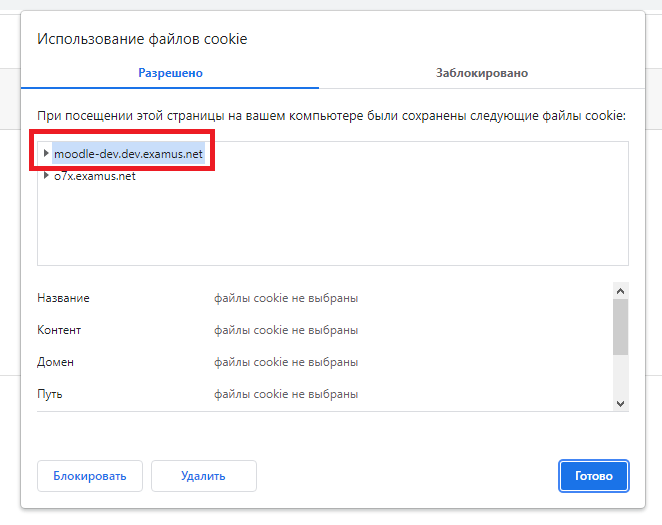 Использование файлов cookie
Разрешено
Заблокировано
При посещении этой страницы на вашем компьютере были сохранены следующие файлы cookie:
moodle-dev.dev.examus.net
o7x.examus.net
Название файлы cookie не выбраны
Контент файлы cookie не выбраны
Домен файлы cookie не выбраны
Путь файлы cookie не выбраны
Блокировать Удалить Готово